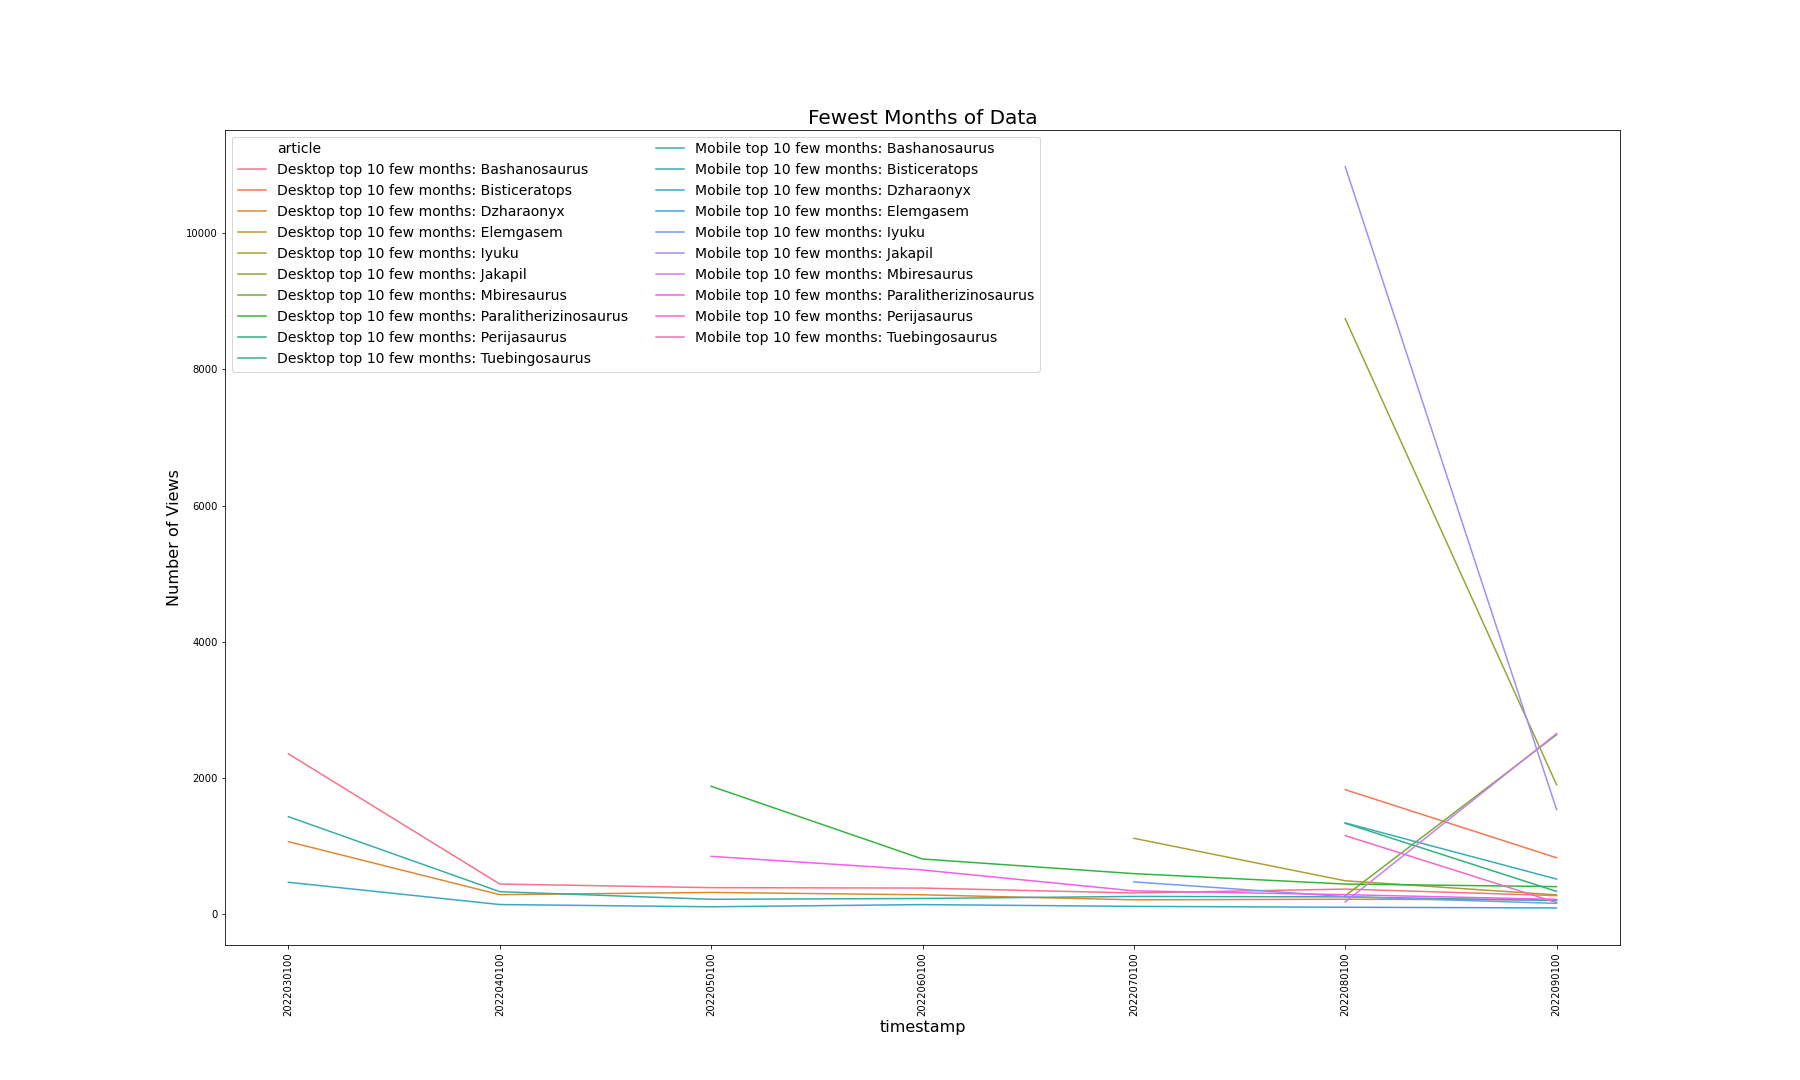 Fewest Months of Data
article
Desktop top 10 few months: Bashanosaurus
Desktop top 10 few months: Bisticeratops
Desktop top 10 few months: Dzharaonyx
Desktop top 10 few months: Elemgasem
Desktop top 10 few months: Iyuku
Desktop top 10 few months: Jakapil
Desktop top 10 few months: Mbiresaurus
Desktop top 10 few months: Paralitherizinosaurus
Desktop top 10 few months: Perijasaurus
Desktop top 10 few months: Tuebingosaurus
Mobile top 10 few months: Bashanosaurus
Mobile top 10 few months: Bisticeratops
Mobile top 10 few months: Dzharaonyx
Mobile top 10 few months: Elemgasem
Mobile top 10 few months: Iyuku
Mobile top 10 few months: Jakapil
Mobile top 10 few months: Mbiresaurus
Mobile top 10 few months: Paralitherizinosaurus
Mobile top 10 few months: Perijasaurus
Mobile top 10 few months: Tuebingosaurus
Number of Views
10000
8000
6000
4000
2000
0
2022030100
2022040100
2022050100
2022060100
2022070100
2022080100
2022090100
timestamp